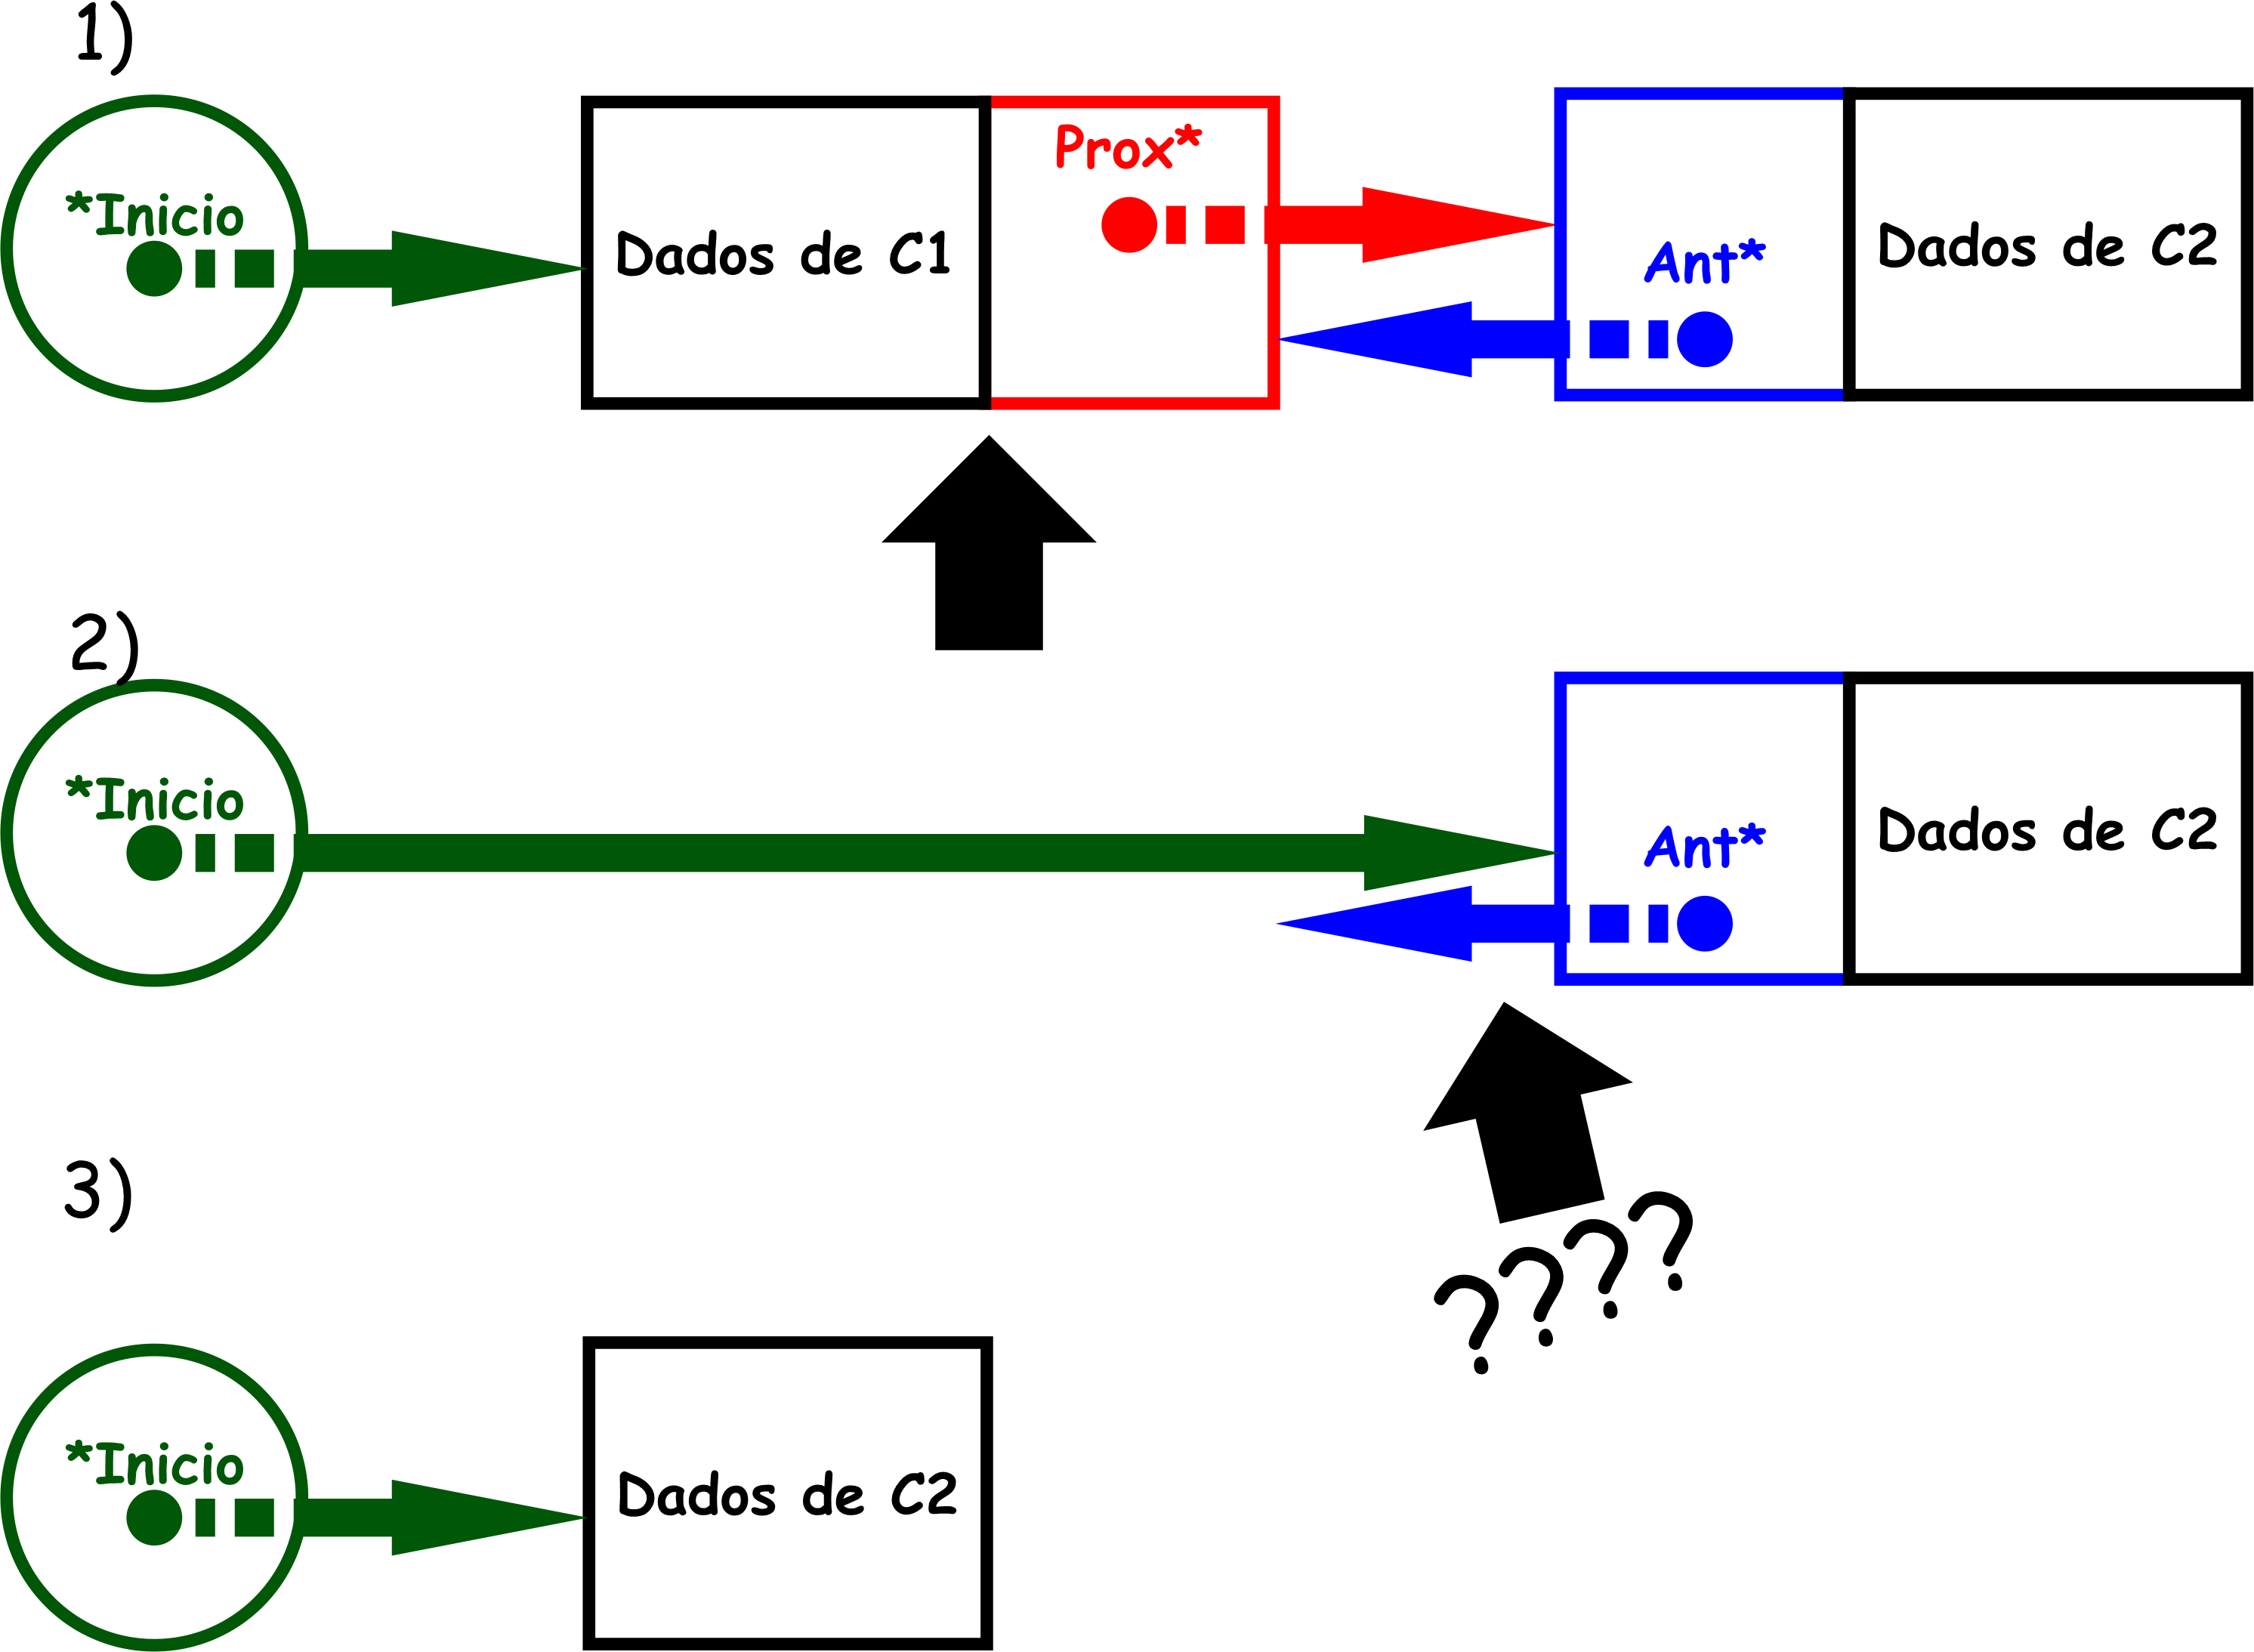 1)
*Inicio
Dados de C1
Prox*
Ant*
Dados de C2
2)
*Inicio
Ant*
Dados de C2
3)
????
*Inicio
Dados de C2